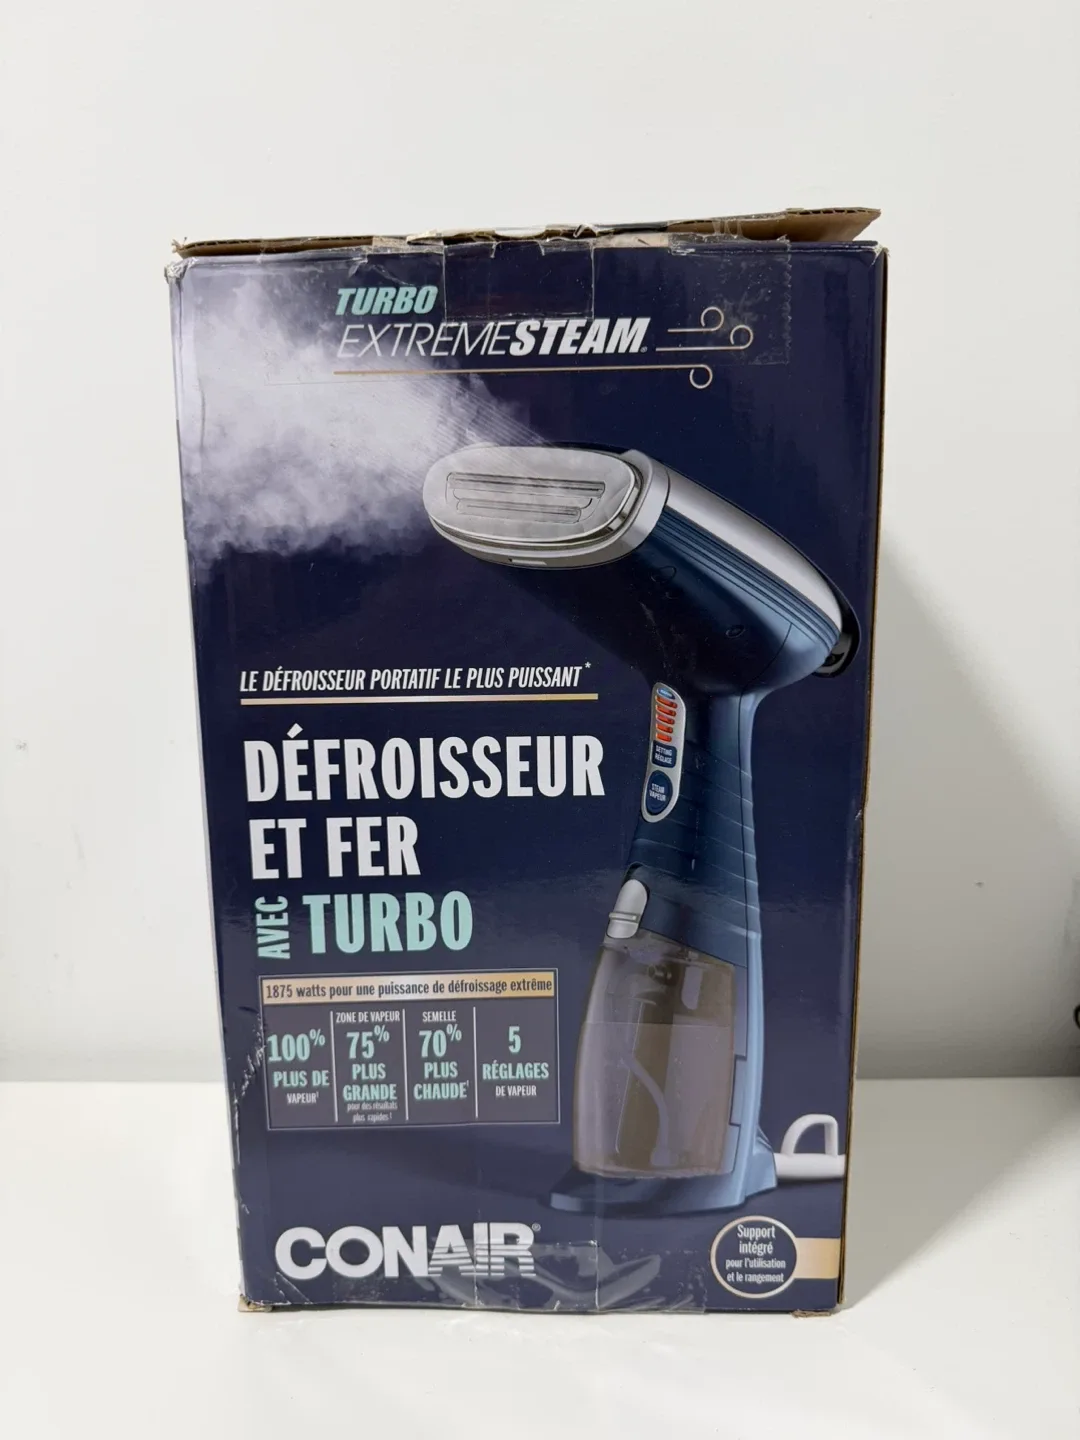 TURBO
EXTREMESTEAM®
LE DÉFROISSEUR PORTATIF LE PLUS PUISSANT*
DÉFROISSEUR
ET FER
AVEC TURBO
SETTING
RÉGLAGE
STEAM
VAPEUR
1875 watts pour une puissance de défroissage extrême
100%
PLUS DE
VAPEUR†
ZONE DE VAPEUR
75%
PLUS
GRANDE
pour des résultats
plus rapides†
SEMELLE
70%
PLUS
CHAUDE†
5
RÉGLAGES
DE VAPEUR
CONAIR®
Support
intégré
pour l'utilisation
et le rangement